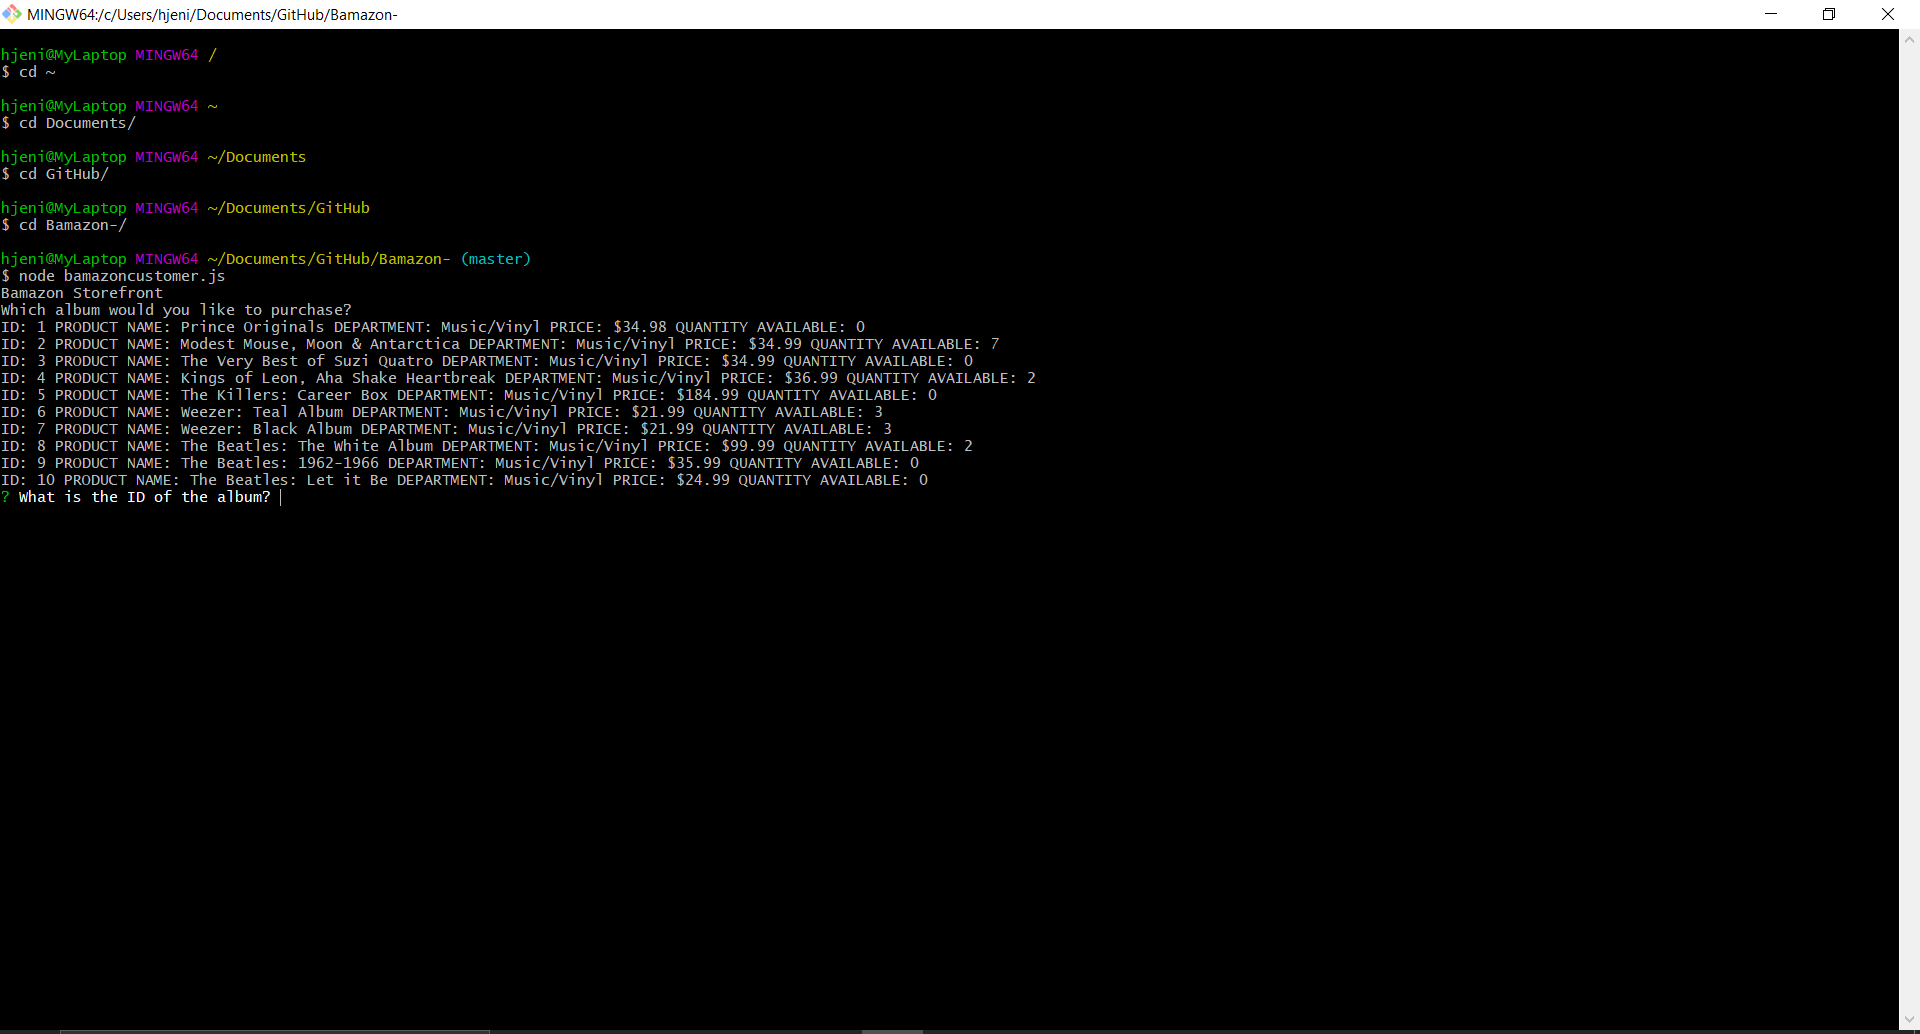 MINGW64:/c/Users/hjeni/Documents/GitHub/Bamazon-
hjeni@MyLaptop MINGW64 /
$ cd ~
hjeni@MyLaptop MINGW64 ~
$ cd Documents/
hjeni@MyLaptop MINGW64 ~/Documents
$ cd GitHub/
hjeni@MyLaptop MINGW64 ~/Documents/GitHub
$ cd Bamazon-/
hjeni@MyLaptop MINGW64 ~/Documents/GitHub/Bamazon- (master)
$ node bamazoncustomer.js
Bamazon Storefront
Which album would you like to purchase?
ID: 1 PRODUCT NAME: Prince Originals DEPARTMENT: Music/Vinyl PRICE: $34.98 QUANTITY AVAILABLE: 0
ID: 2 PRODUCT NAME: Modest Mouse, Moon & Antarctica DEPARTMENT: Music/Vinyl PRICE: $34.99 QUANTITY AVAILABLE: 7
ID: 3 PRODUCT NAME: The Very Best of Suzi Quatro DEPARTMENT: Music/Vinyl PRICE: $34.99 QUANTITY AVAILABLE: 0
ID: 4 PRODUCT NAME: Kings of Leon, Aha Shake Heartbreak DEPARTMENT: Music/Vinyl PRICE: $36.99 QUANTITY AVAILABLE: 2
ID: 5 PRODUCT NAME: The Killers: Career Box DEPARTMENT: Music/Vinyl PRICE: $184.99 QUANTITY AVAILABLE: 0
ID: 6 PRODUCT NAME: Weezer: Teal Album DEPARTMENT: Music/Vinyl PRICE: $21.99 QUANTITY AVAILABLE: 3
ID: 7 PRODUCT NAME: Weezer: Black Album DEPARTMENT: Music/Vinyl PRICE: $21.99 QUANTITY AVAILABLE: 3
ID: 8 PRODUCT NAME: The Beatles: The White Album DEPARTMENT: Music/Vinyl PRICE: $99.99 QUANTITY AVAILABLE: 2
ID: 9 PRODUCT NAME: The Beatles: 1962-1966 DEPARTMENT: Music/Vinyl PRICE: $35.99 QUANTITY AVAILABLE: 0
ID: 10 PRODUCT NAME: The Beatles: Let it Be DEPARTMENT: Music/Vinyl PRICE: $24.99 QUANTITY AVAILABLE: 0
? What is the ID of the album?